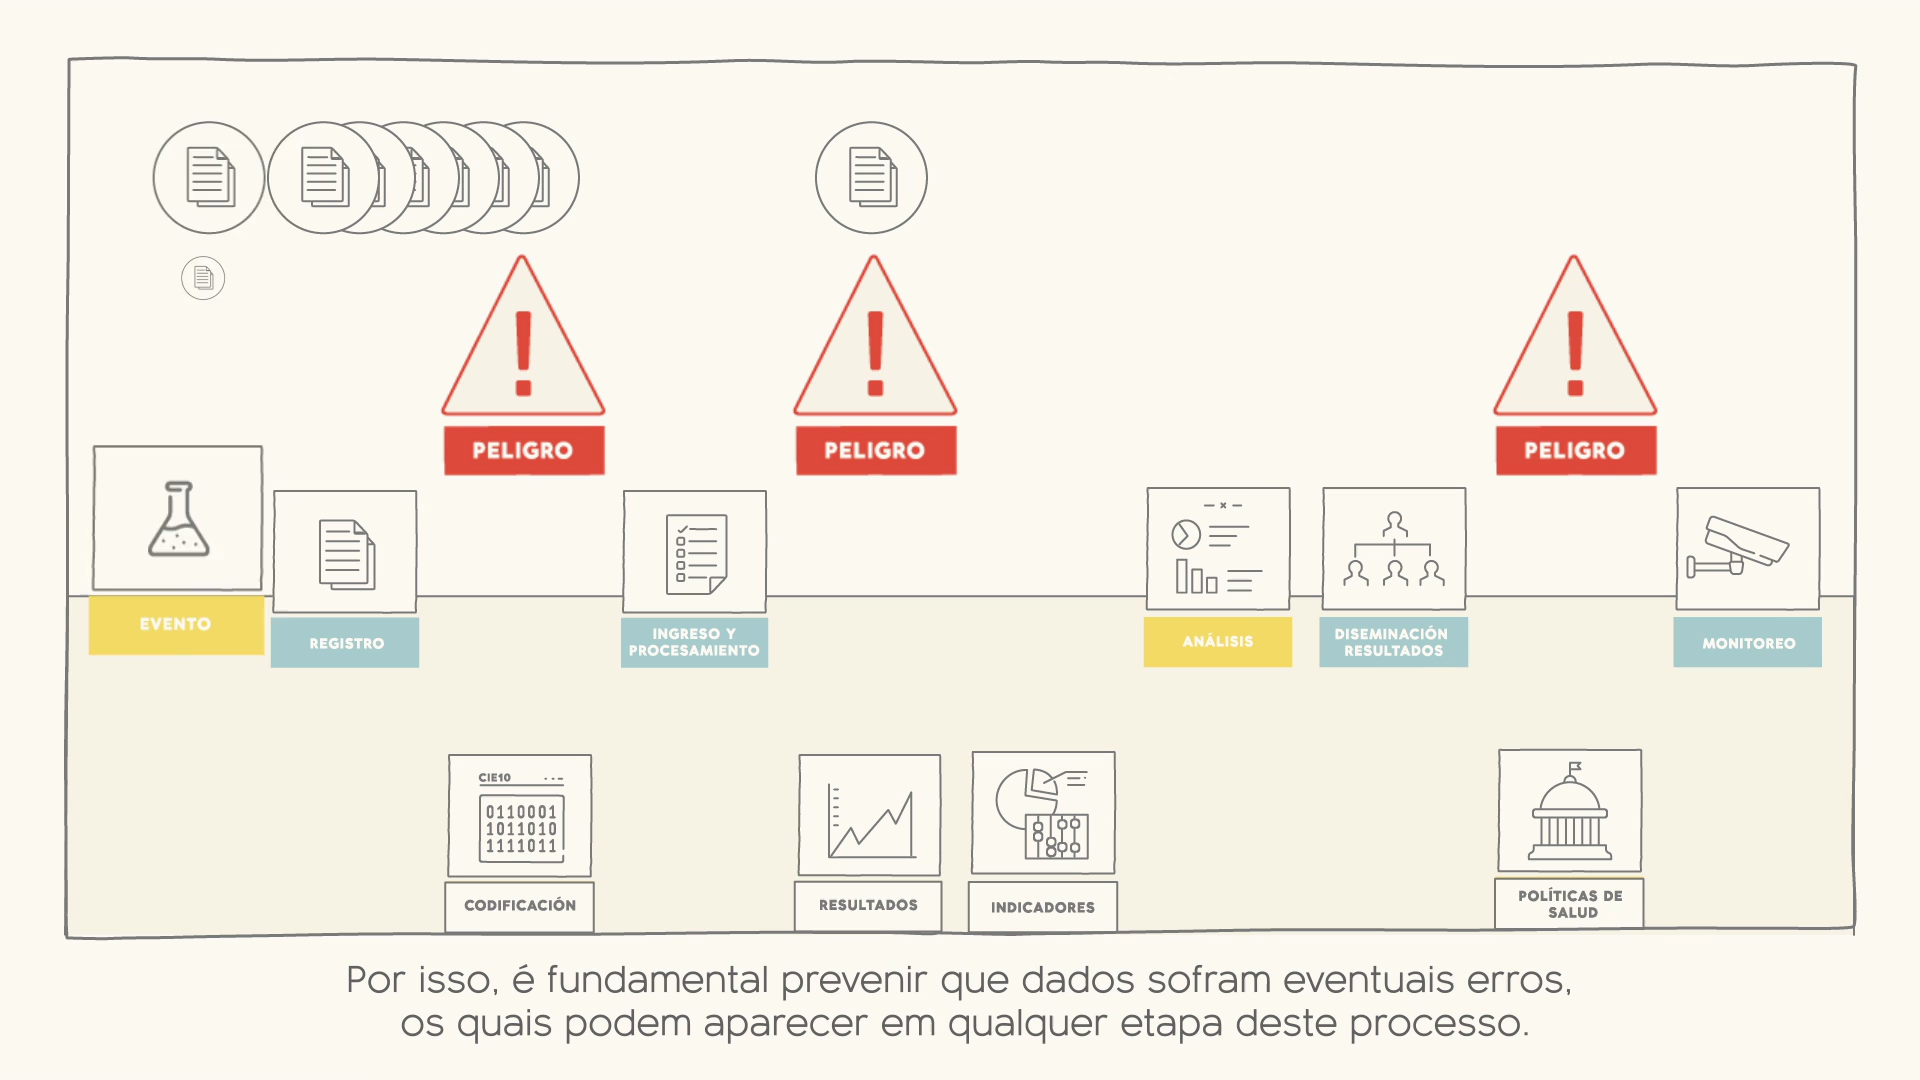 PELIGRO
PELIGRO
PELIGRO
EVENTO
REGISTRO
INGRESO Y
PROCESAMIENTO
ANÁLISIS
DISEMINACIÓN
RESULTADOS
MONITOREO
CIE10
0110001
1011010
1111011
CODIFICACIÓN
RESULTADOS
INDICADORES
POLÍTICAS DE
SALUD
Por isso, é fundamental prevenir que dados sofram eventuais erros,
os quais podem aparecer em qualquer etapa deste processo.